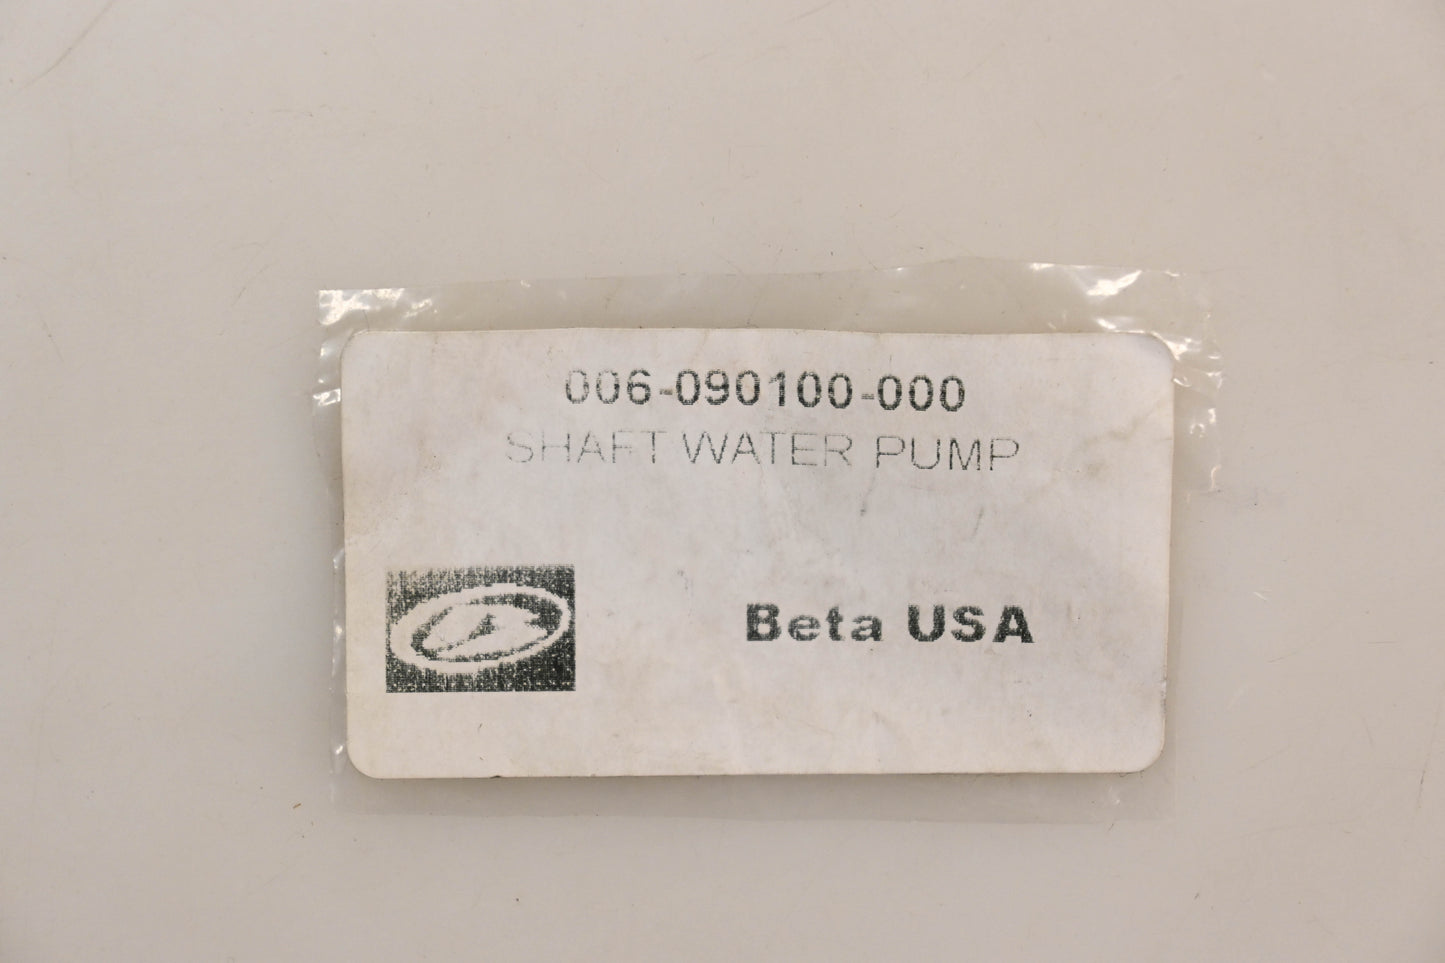 006-090100-000
SHAFT WATER PUMP
Beta USA